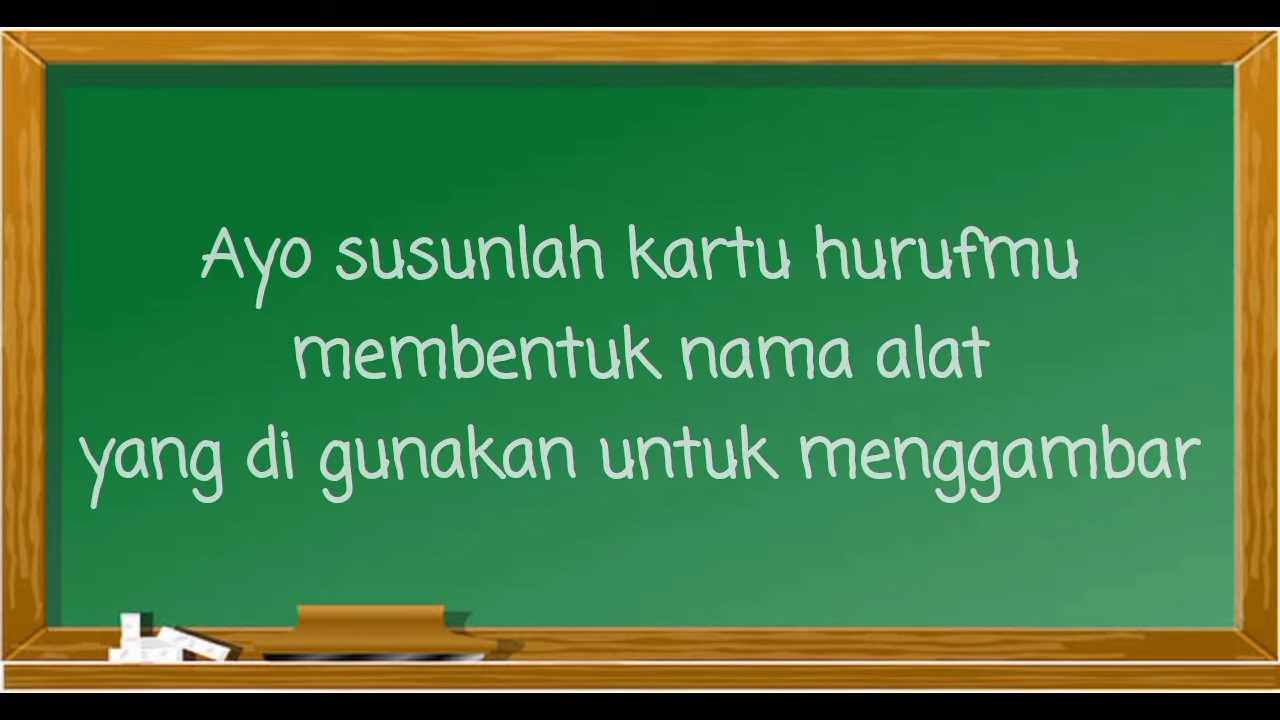 Ayo susunlah kartu hurufmu
membentuk nama alat
yang di gunakan untuk menggambar